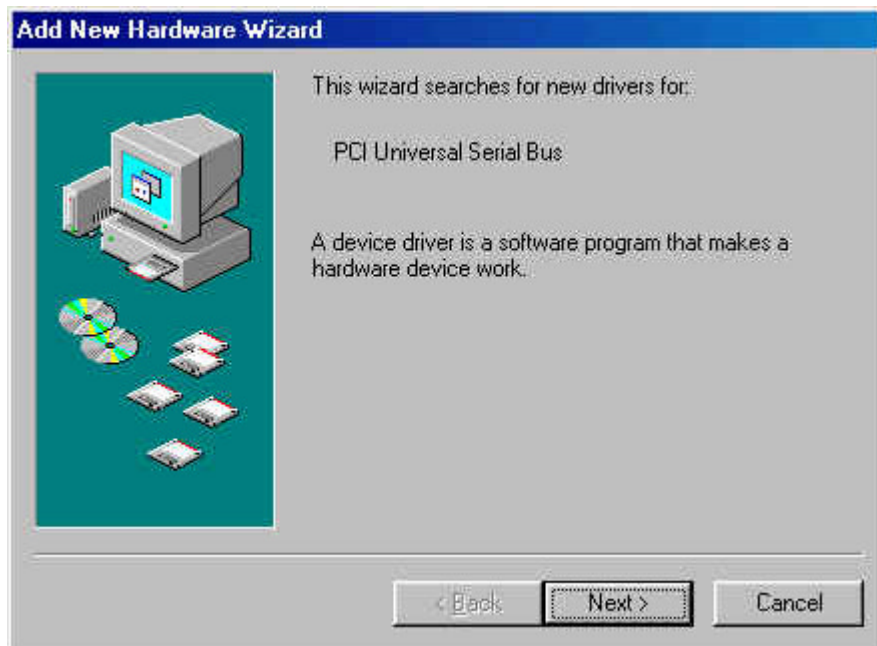 Add New Hardware Wizard
This wizard searches for new drivers for:
PCI Universal Serial Bus
A device driver is a software program that makes a
hardware device work.
< Back
Next >
Cancel